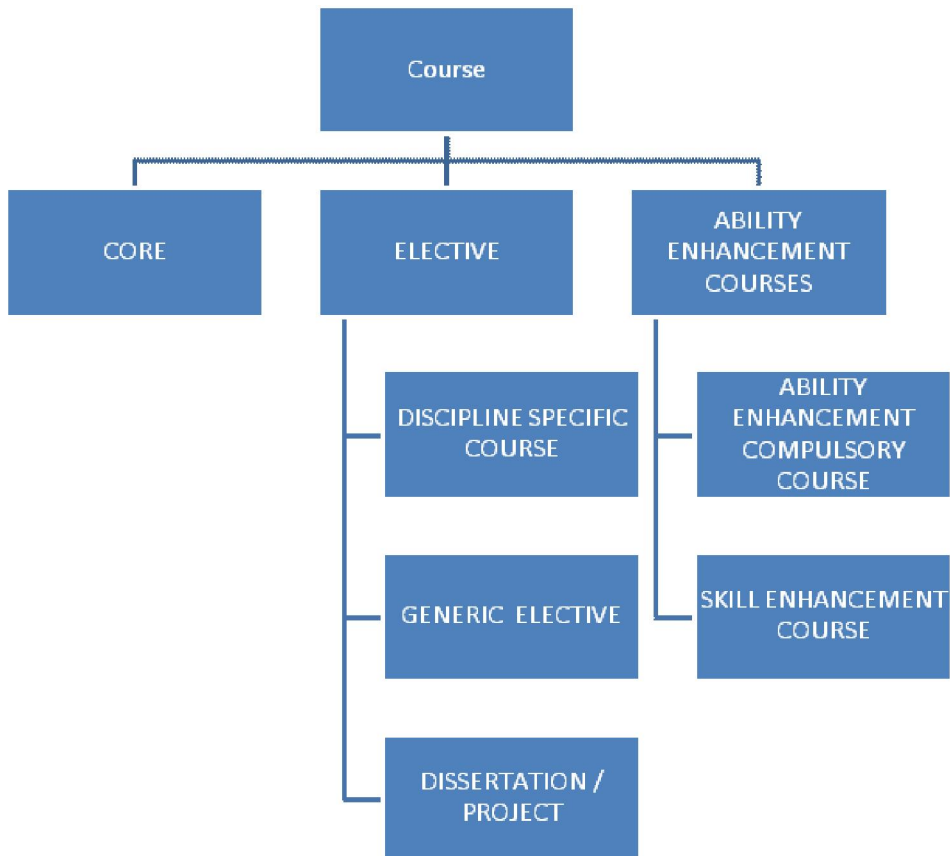 Course
CORE
ELECTIVE
ABILITY
ENHANCEMENT
COURSES
DISCIPLINE SPECIFIC
COURSE
GENERIC ELECTIVE
DISSERTATION /
PROJECT
ABILITY
ENHANCEMENT
COMPULSORY
COURSE
SKILL ENHANCEMENT
COURSE